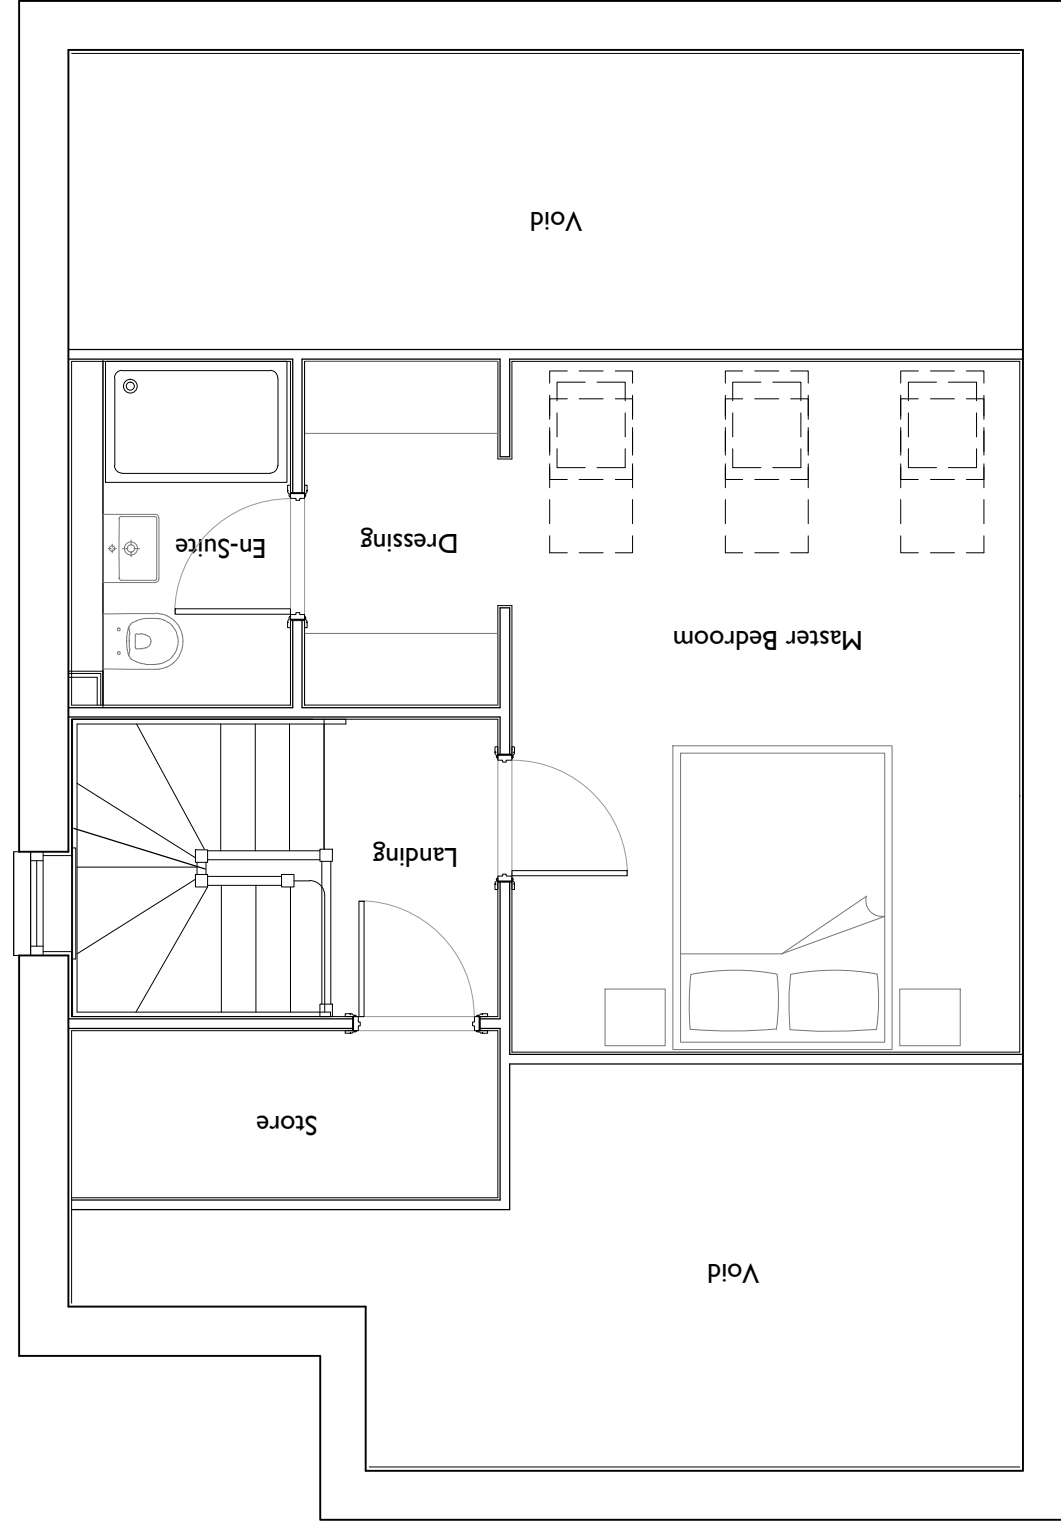 Void
Store
Landing
Master Bedroom
Dressing
En-Suite
Void